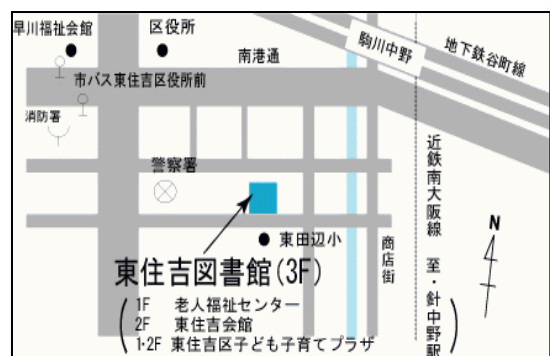 早川福祉会館
区役所
南港通
駒川中野
地下鉄谷町線
市バス東住吉区役所前
消防署
警察署
近鉄南大阪線 至・針中野駅
N
東田辺小
商店街
東住吉図書館(3F)
1F 老人福祉センター
2F 東住吉会館
1・2F 東住吉区子ども子育てプラザ